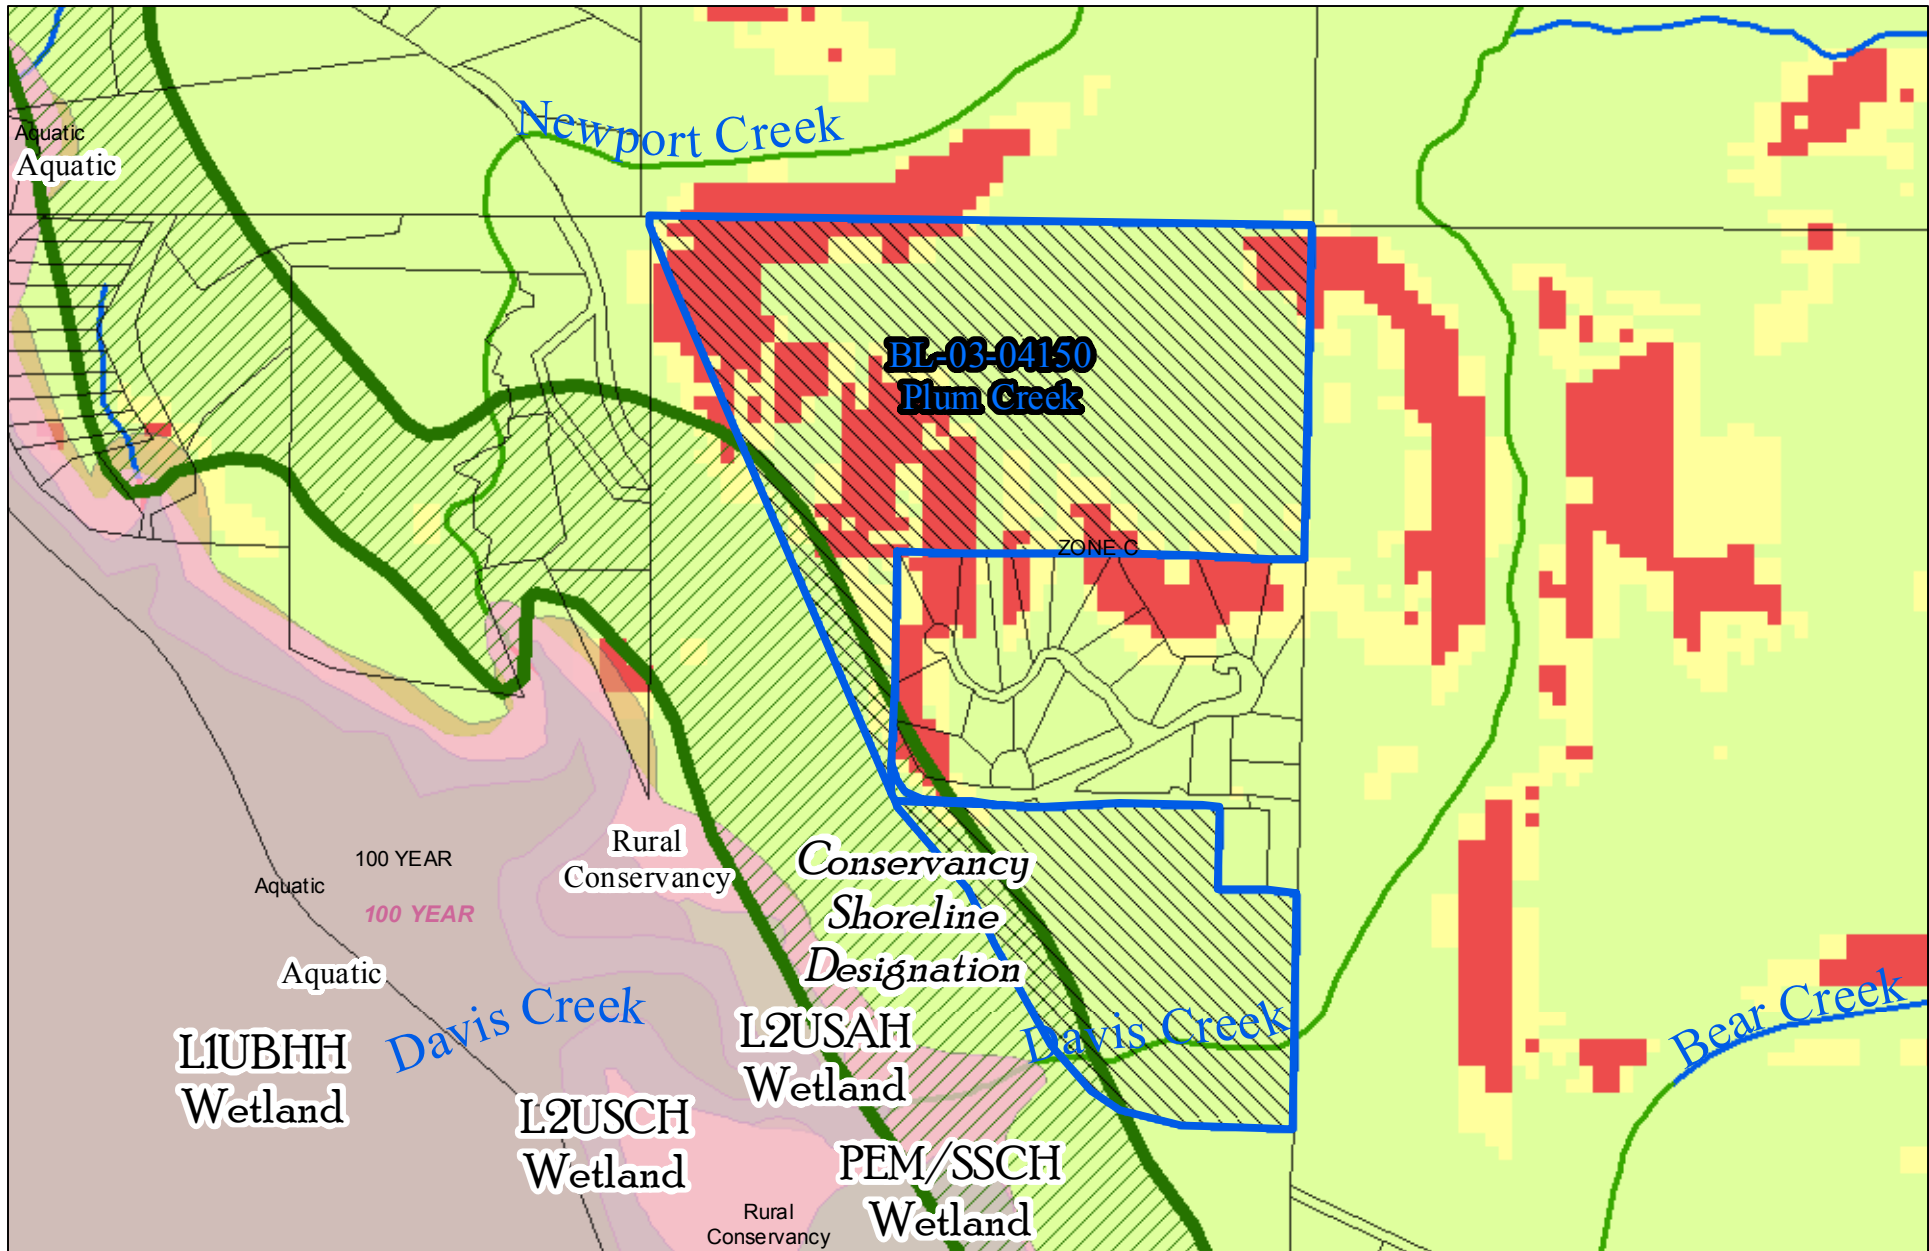 Newport Creek
Aquatic
Aquatic
BL-03-04150
Plum Creek
ZONE C
100 YEAR
Aquatic
100 YEAR
Rural
Conservancy
Conservancy
Shoreline
Designation
Aquatic
Davis Creek
Davis Creek
Bear Creek
L1UBHH
Wetland
L2USAH
Wetland
L2USCH
Wetland
PEM/SSCH
Wetland
Rural
Conservancy